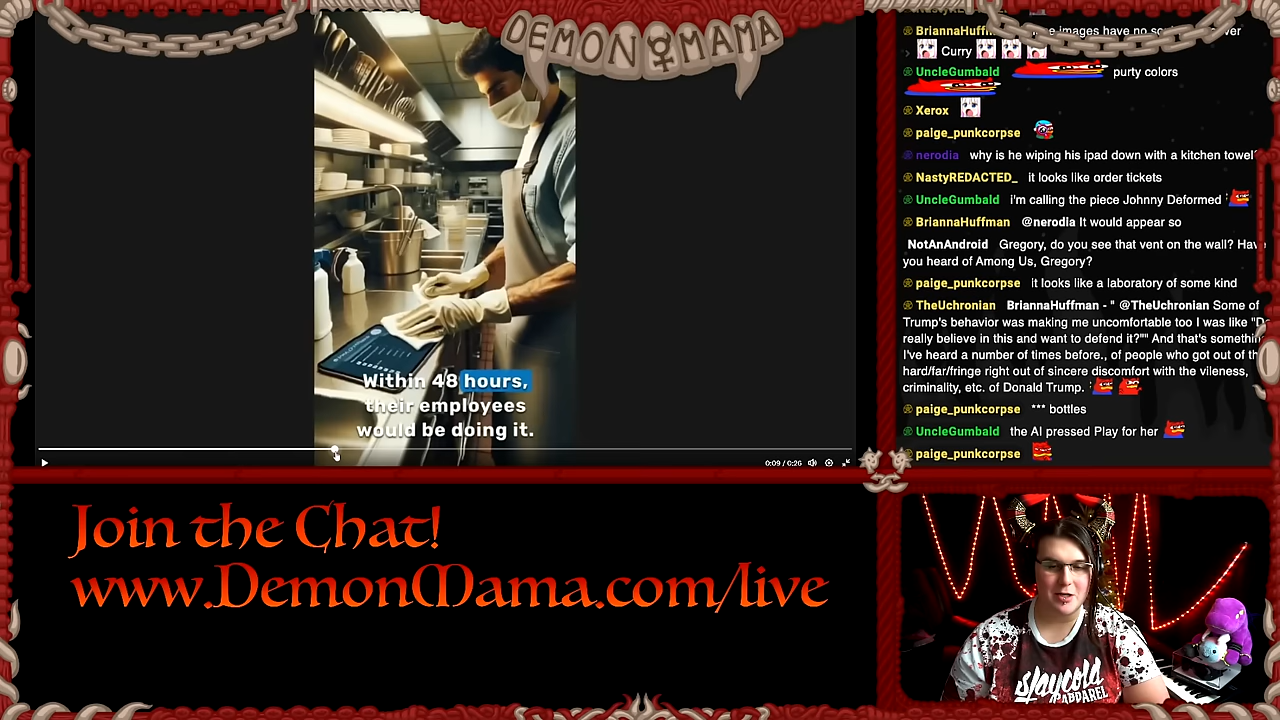 DEMON MAMA
Within 48 hours,
their employees
would be doing it.
0:09 / 0:26
Join the Chat!
www.DemonMama.com/live
Curry
UncleGumbald purty colors
Xerox
paige_punkcorpse
nerodia why is he wiping his ipad down with a kitchen towel?
NastyREDACTED_ it looks like order tickets
UncleGumbald i'm calling the piece Johnny Deformed
BriannaHuffman @nerodia It would appear so
NotAnAndroid Gregory, do you see that vent on the wall? Have
you heard of Among Us, Gregory?
paige_punkcorpse It looks like a laboratory of some kind
TheUchronian BriannaHuffman - " @TheUchronian Some of
Trump's behavior was making me uncomfortable too I was like "Do
really believe in this and want to defend it?"" And that's somethin
I've heard a number of times before., of people who got out of th
hard/far/fringe right out of sincere discomfort with the vileness,
criminality, etc. of Donald Trump.
paige_punkcorpse *** bottles
UncleGumbald the AI pressed Play for her
paige_punkcorpse
slaycold
APPAREL